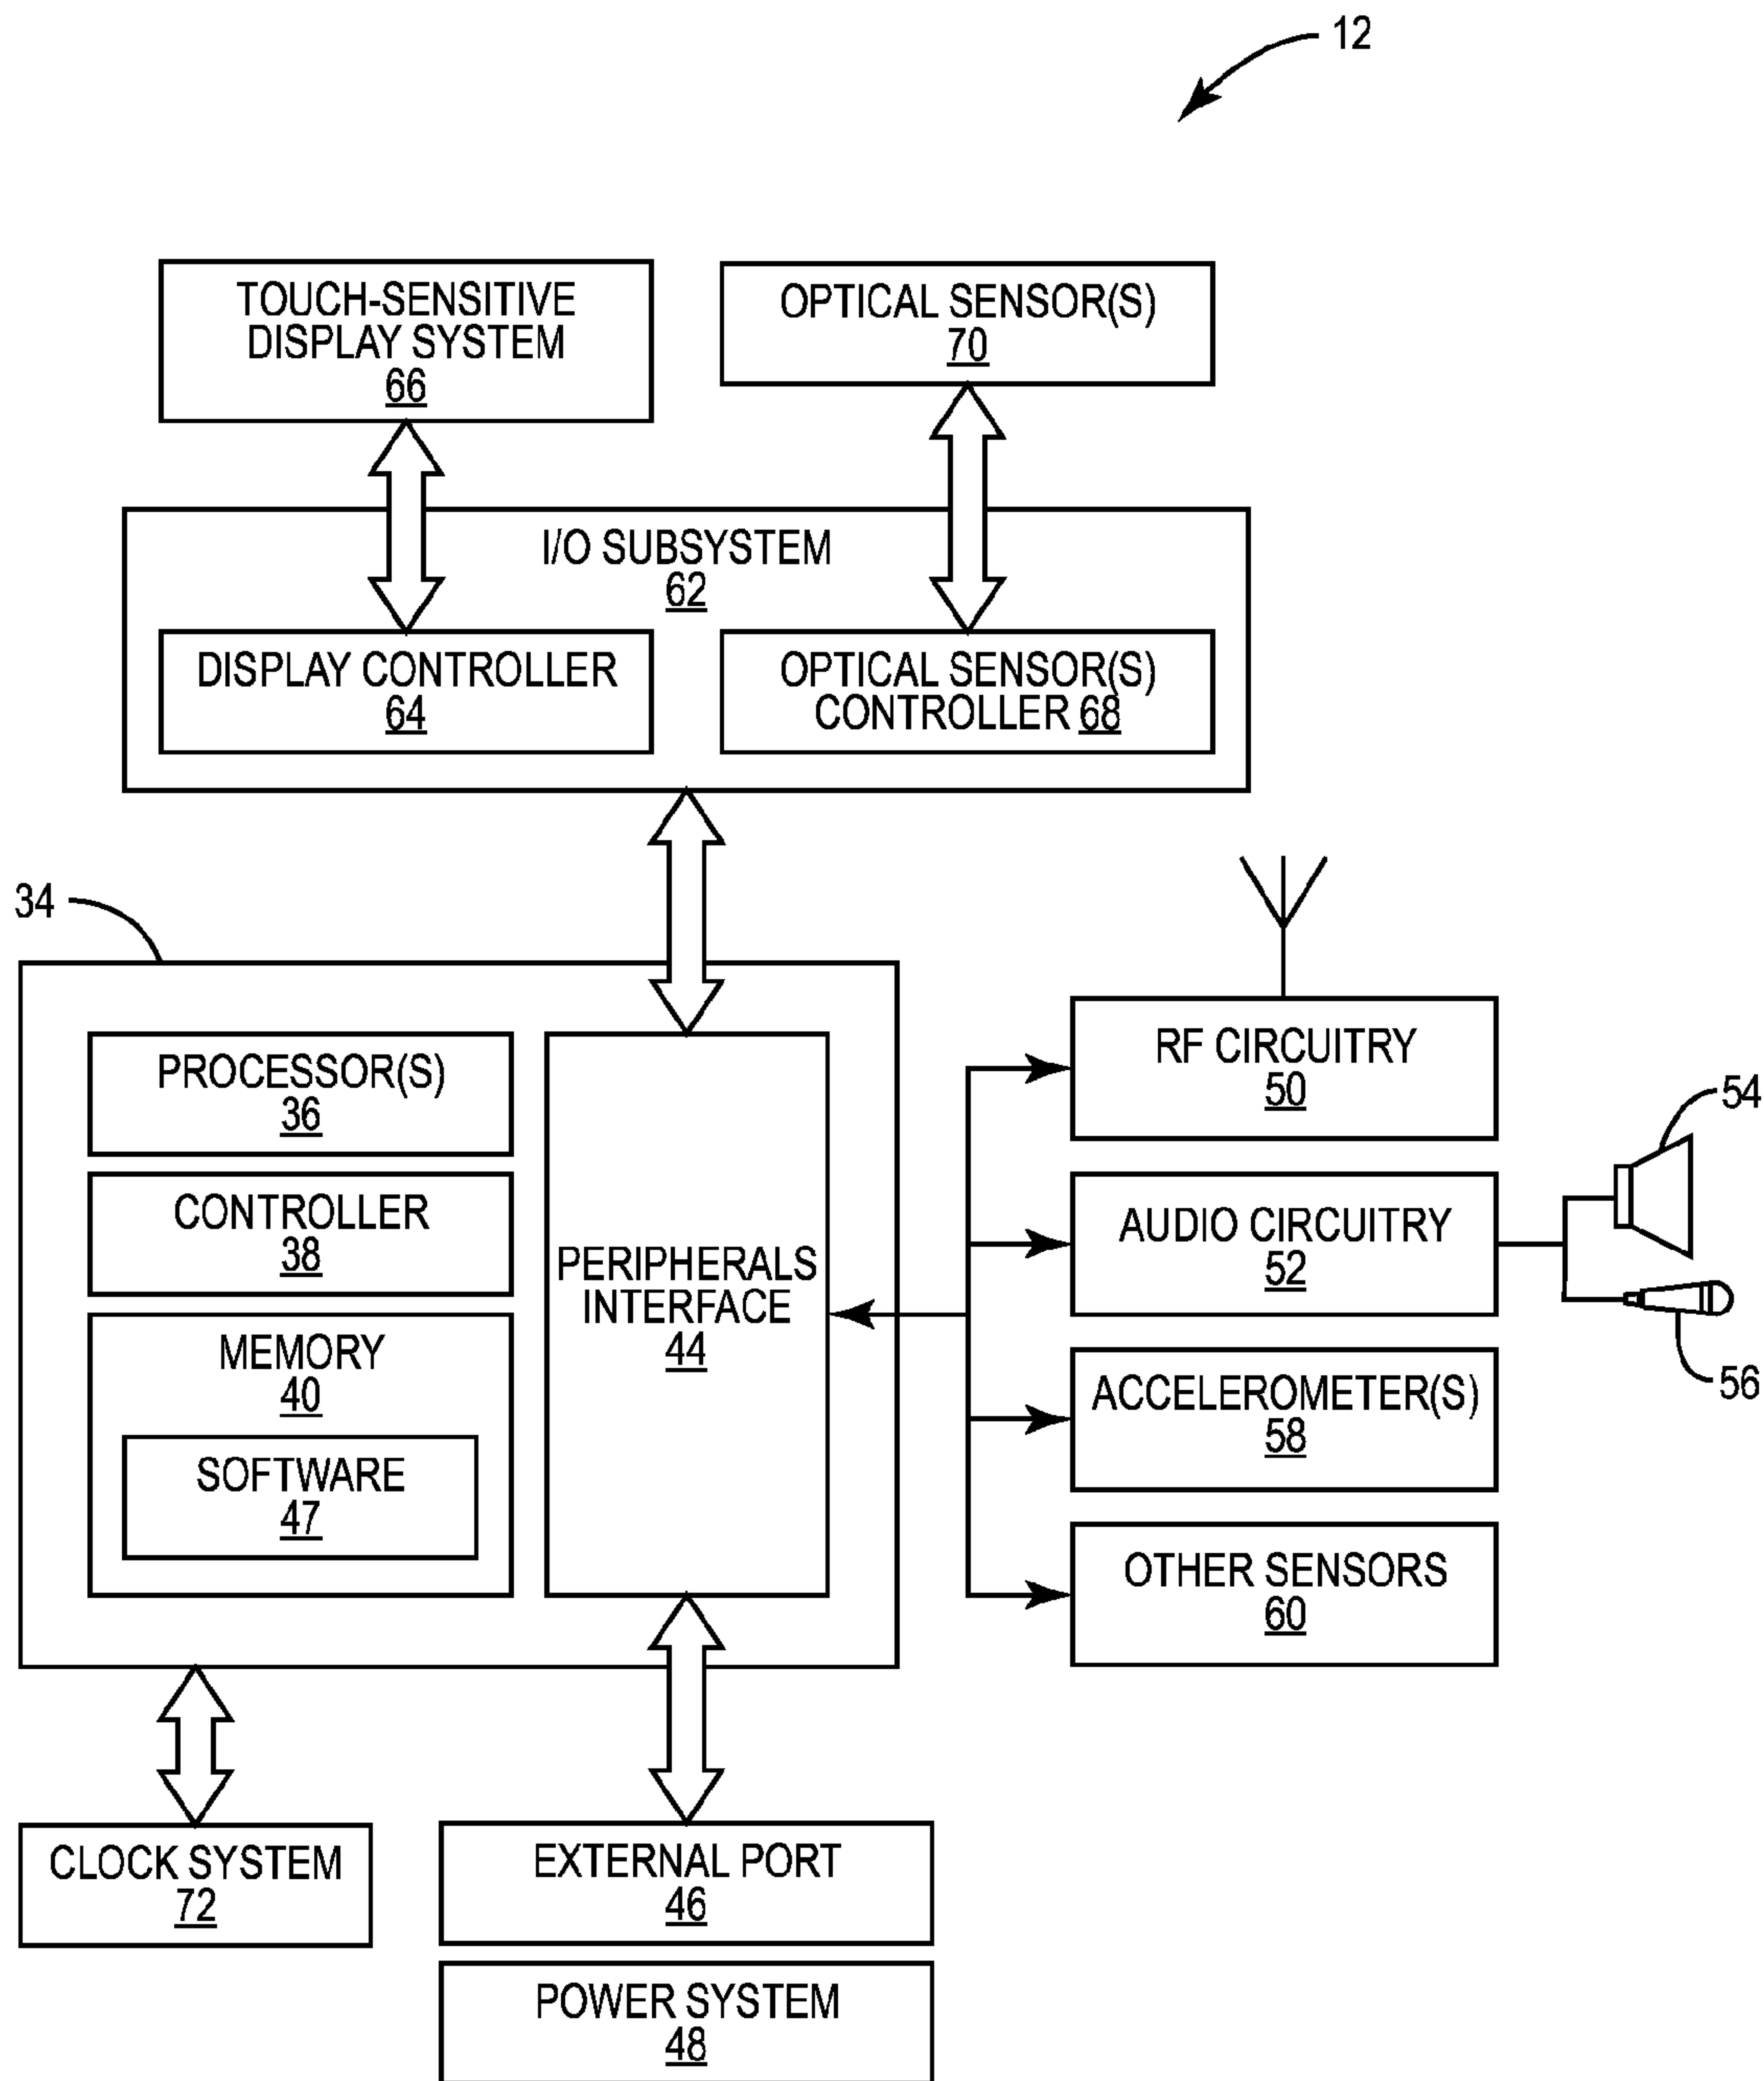 12
TOUCH-SENSITIVE
DISPLAY SYSTEM
66
OPTICAL SENSOR(S)
70
I/O SUBSYSTEM
62
DISPLAY CONTROLLER
64
OPTICAL SENSOR(S)
CONTROLLER 68
34
PROCESSOR(S)
36
CONTROLLER
38
MEMORY
40
SOFTWARE
47
PERIPHERALS
INTERFACE
44
RF CIRCUITRY
50
AUDIO CIRCUITRY
52
54
56
ACCELEROMETER(S)
58
OTHER SENSORS
60
CLOCK SYSTEM
72
EXTERNAL PORT
46
POWER SYSTEM
48